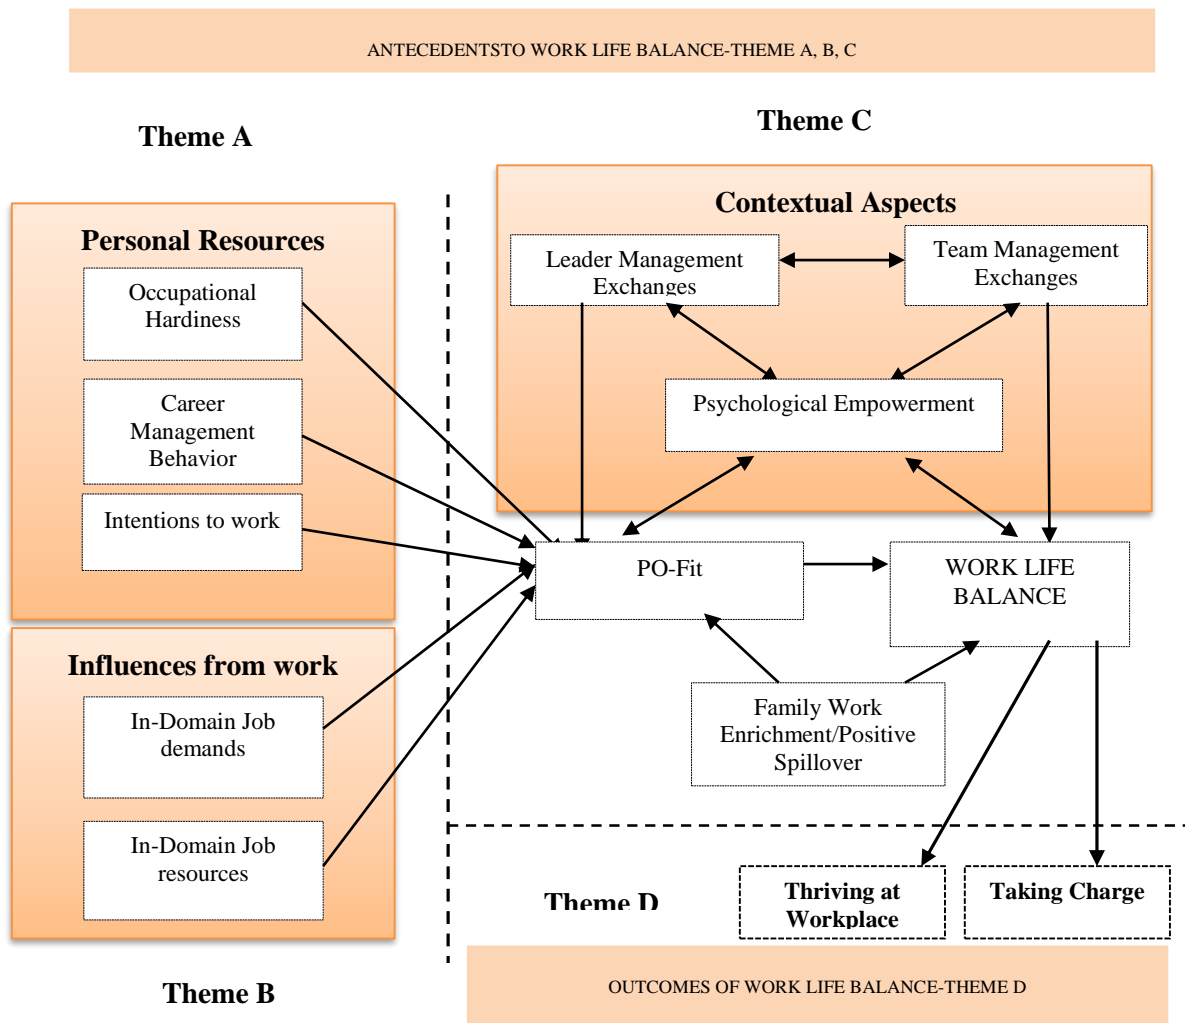 ANTECEDENTSTO WORK LIFE BALANCE-THEME A, B, C
Theme A
Theme C
Personal Resources
Occupational
Hardiness
Career
Management
Behavior
Intentions to work
Contextual Aspects
Leader Management
Exchanges
Team Management
Exchanges
Psychological Empowerment
PO-Fit
WORK LIFE
BALANCE
Influences from work
In-Domain Job
demands
In-Domain Job
resources
Family Work
Enrichment/Positive
Spillover
Theme D
Thriving at
Workplace
Taking Charge
Theme B
OUTCOMES OF WORK LIFE BALANCE-THEME D